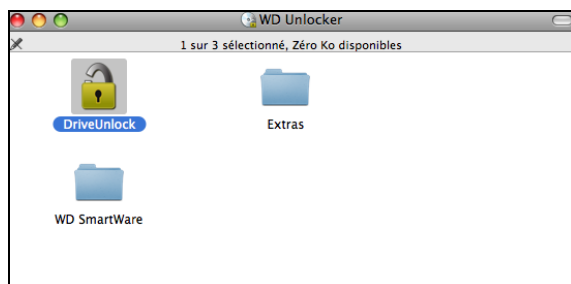 WD Unlocker
1 sur 3 sélectionné, Zéro Ko disponibles
DriveUnlock
Extras
WD SmartWare